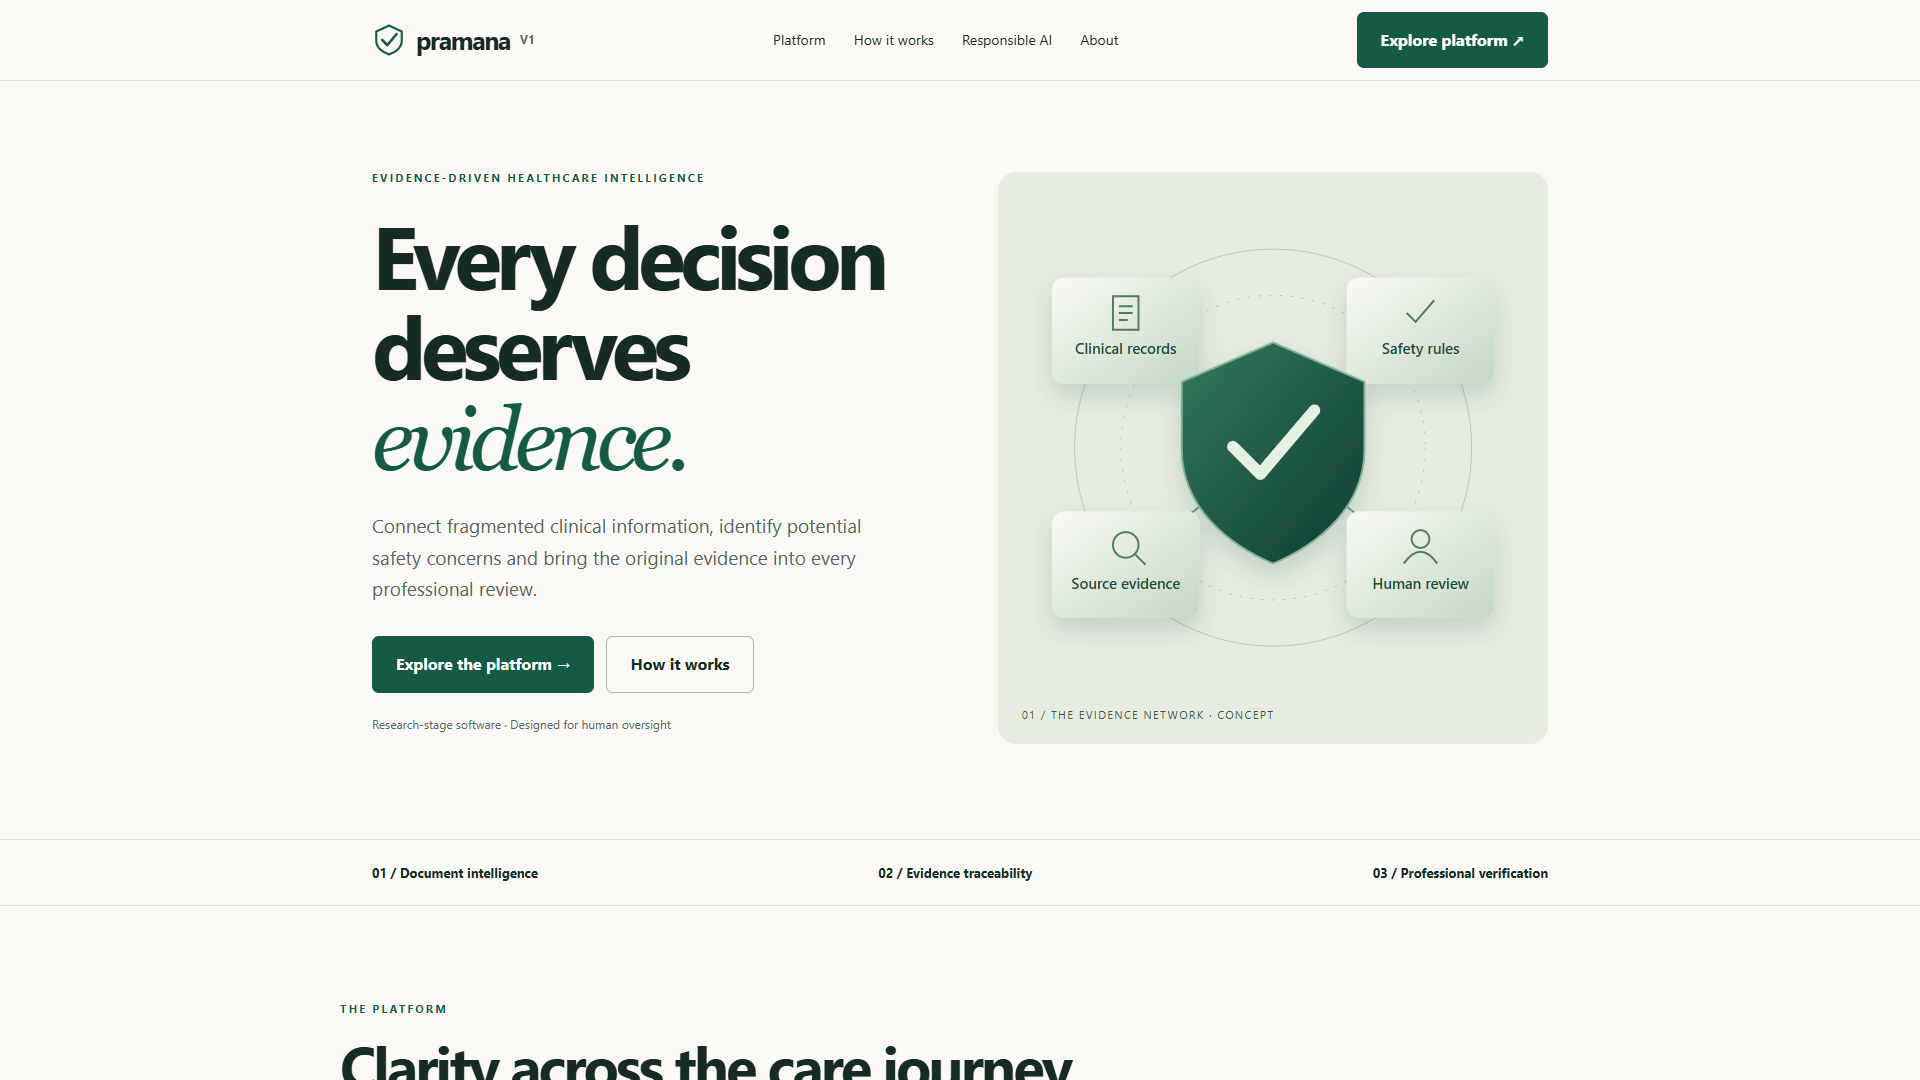 pramana V1
Platform
How it works
Responsible AI
About
Explore platform ↗
EVIDENCE-DRIVEN HEALTHCARE INTELLIGENCE
Every decision
deserves
evidence.
Connect fragmented clinical information, identify potential
safety concerns and bring the original evidence into every
professional review.
Explore the platform →
How it works
Research-stage software · Designed for human oversight
Clinical records
Safety rules
Source evidence
Human review
01 / THE EVIDENCE NETWORK · CONCEPT
01 / Document intelligence
02 / Evidence traceability
03 / Professional verification
THE PLATFORM
Clarity across the care journey